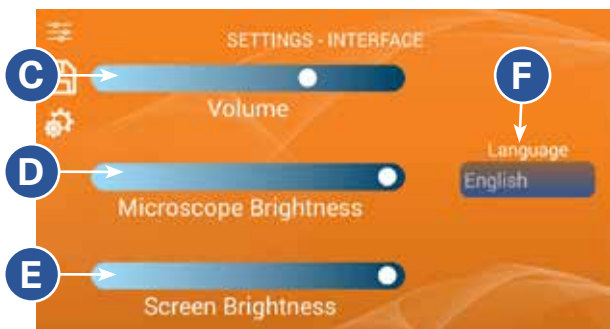 SETTINGS - INTERFACE
C
F
Volume
Language
English
D
Microscope Brightness
E
Screen Brightness